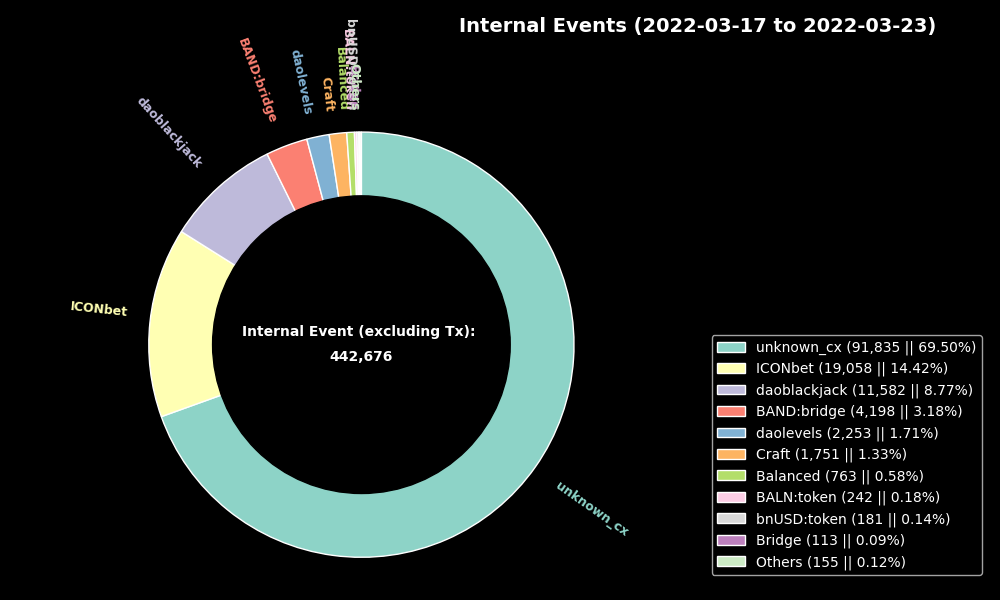 Internal Events (2022-03-17 to 2022-03-23)
BAND:bridge
daolevels
Craft
Balanced
daoblackjack
ICONbet
Internal Event (excluding Tx):
442,676
unknown_cx
unknown_cx (91,835 || 69.50%)
ICONbet (19,058 || 14.42%)
daoblackjack (11,582 || 8.77%)
BAND:bridge (4,198 || 3.18%)
daolevels (2,253 || 1.71%)
Craft (1,751 || 1.33%)
Balanced (763 || 0.58%)
BALN:token (242 || 0.18%)
bnUSD:token (181 || 0.14%)
Bridge (113 || 0.09%)
Others (155 || 0.12%)